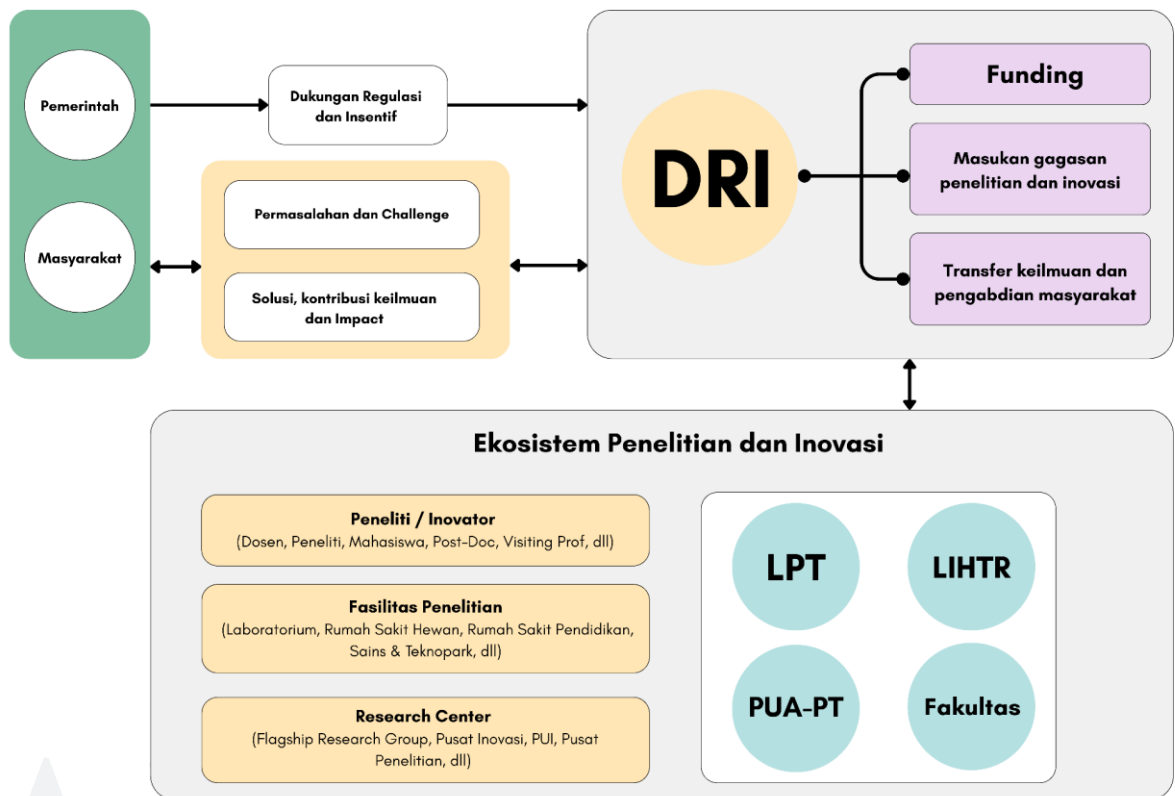 Pemerintah
Dukungan Regulasi
dan Insentif
Masyarakat
Permasalahan dan Challenge
Solusi, kontribusi keilmuan
dan Impact
DRI
Funding
Masukan gagasan
penelitian dan inovasi
Transfer keilmuan dan
pengabdian masyarakat
Ekosistem Penelitian dan Inovasi
Peneliti / Inovator
(Dosen, Peneliti, Mahasiswa, Post-Doc, Visiting Prof, dll)
Fasilitas Penelitian
(Laboratorium, Rumah Sakit Hewan, Rumah Sakit Pendidikan,
Sains & Teknopark, dll)
Research Center
(Flagship Research Group, Pusat Inovasi, PUI, Pusat
Penelitian, dll)
LPT
LIHTR
PUA-PT
Fakultas